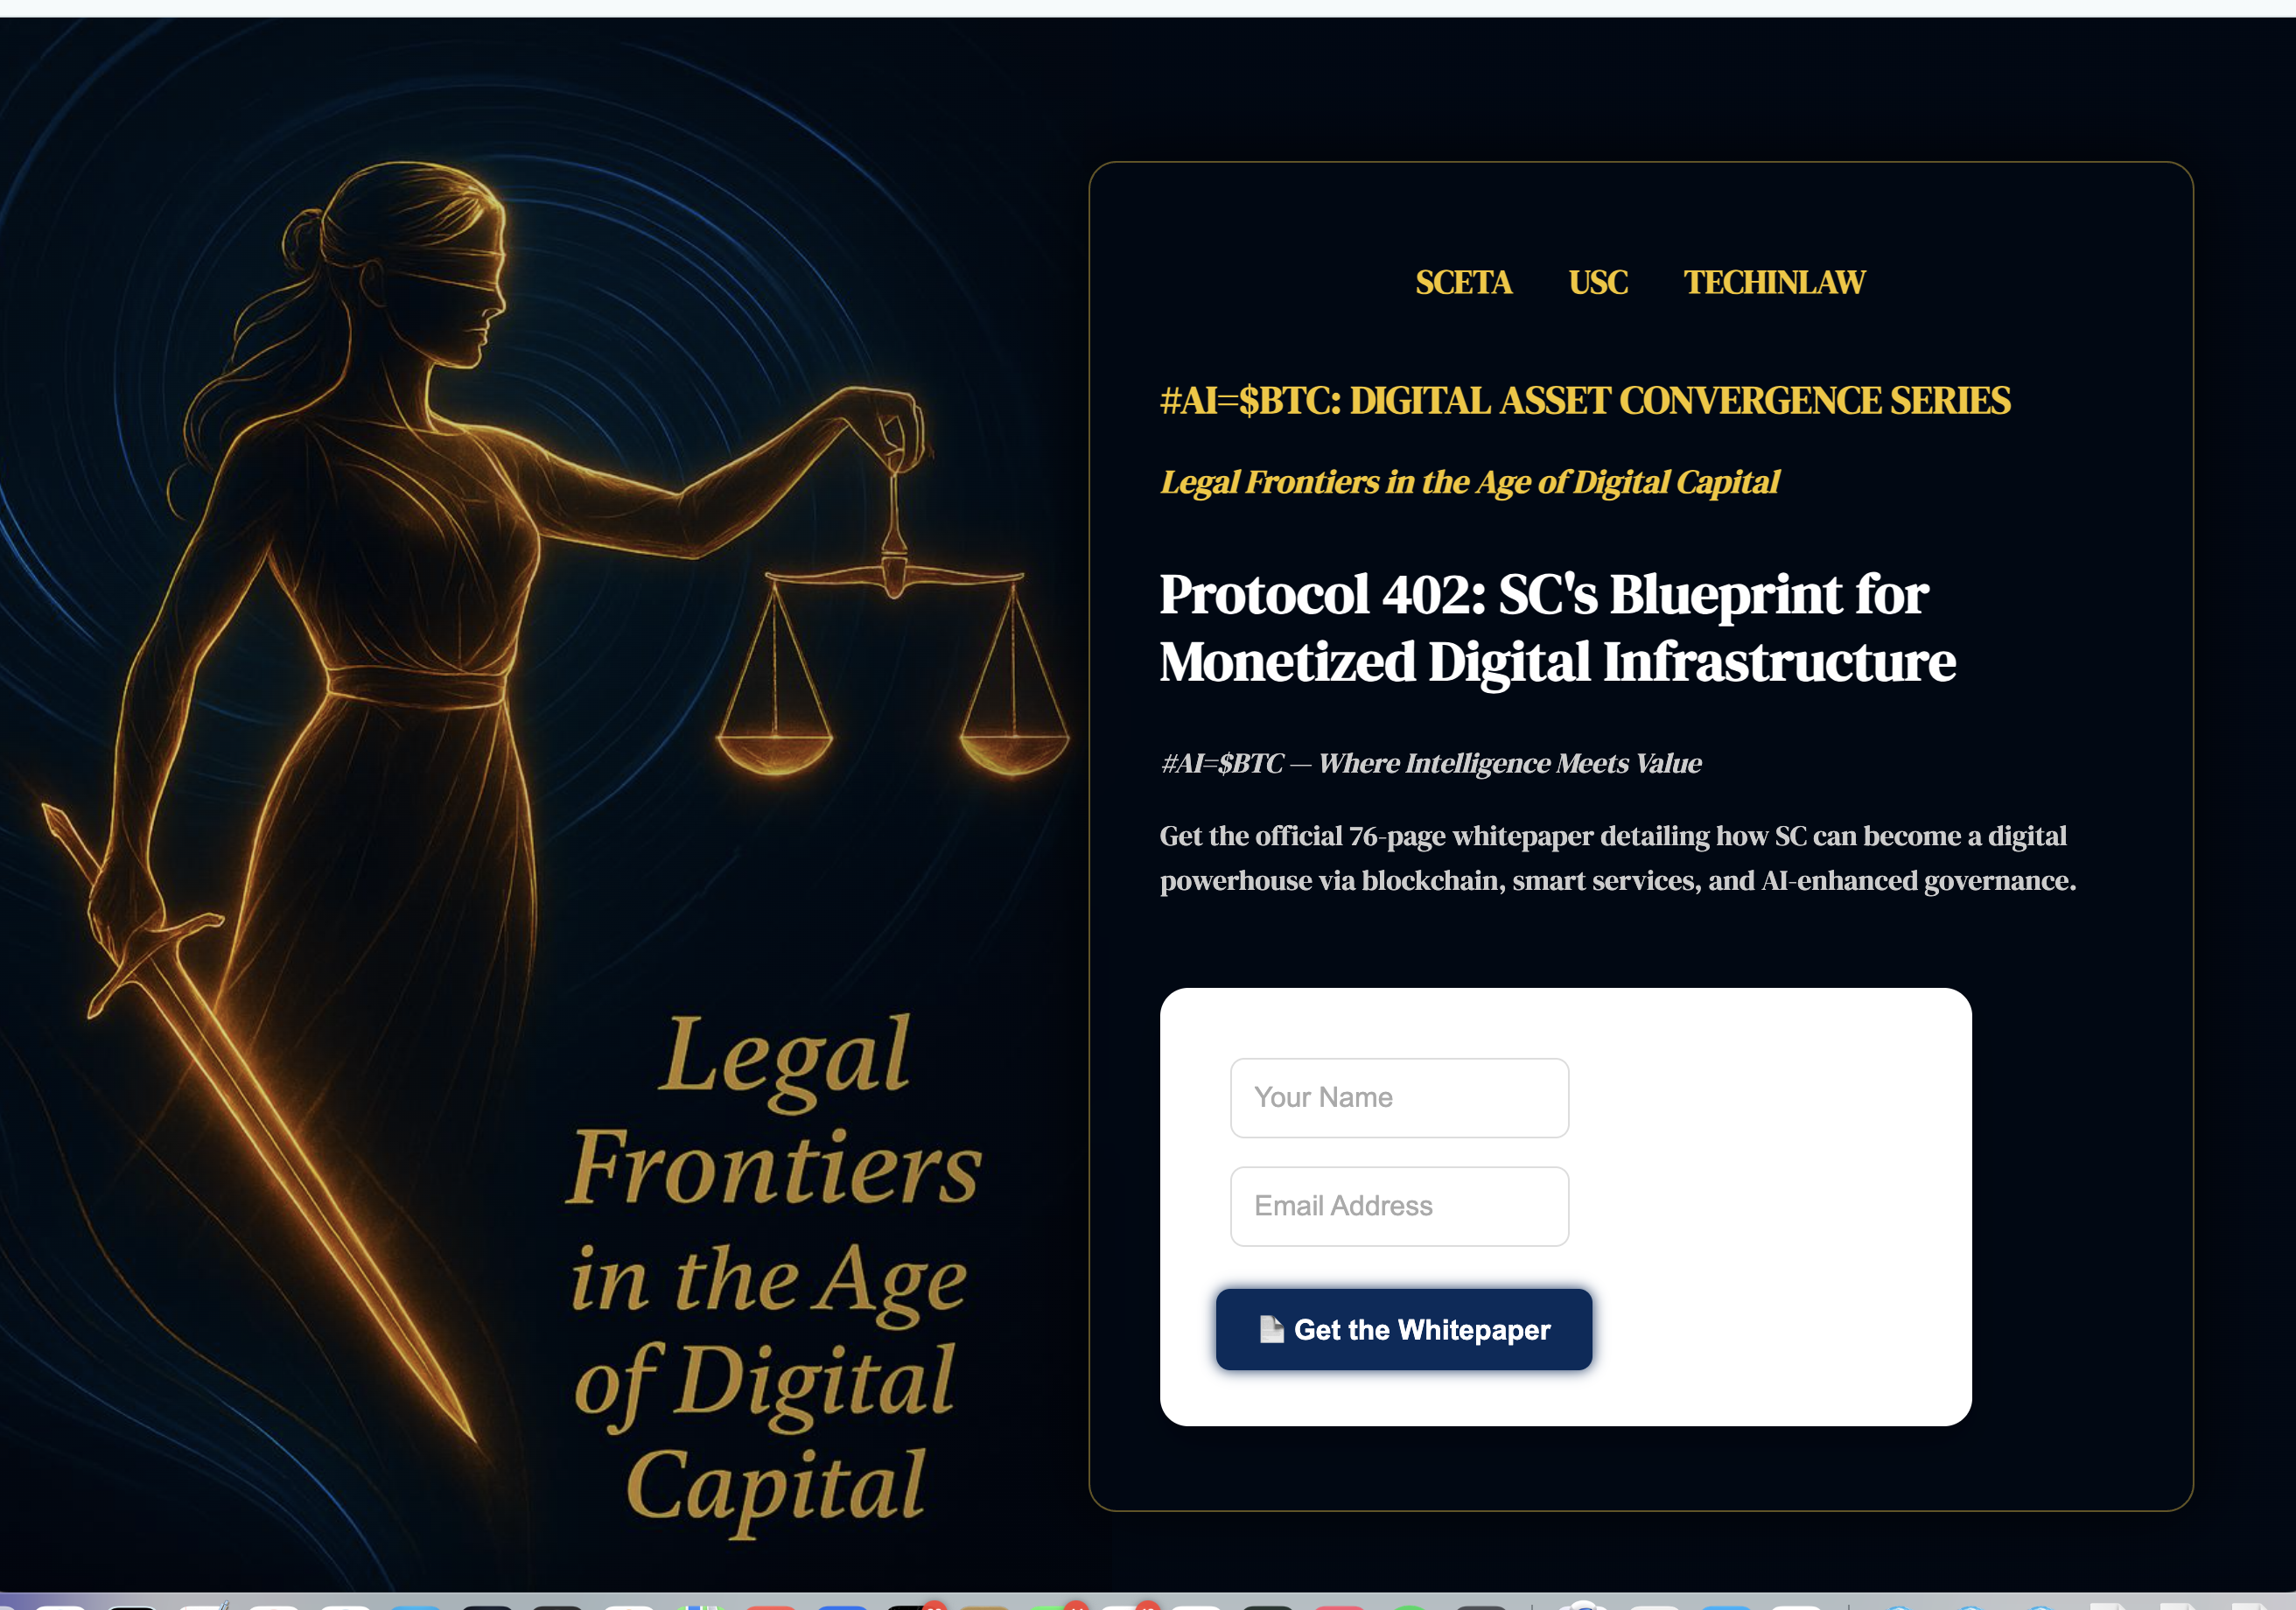 Legal
Frontiers
in the Age
of Digital
Capital
SCETA USC TECHINLAW
#AI=$BTC: DIGITAL ASSET CONVERGENCE SERIES
Legal Frontiers in the Age of Digital Capital
Protocol 402: SC's Blueprint for
Monetized Digital Infrastructure
#AI=$BTC — Where Intelligence Meets Value
Get the official 76-page whitepaper detailing how SC can become a digital
powerhouse via blockchain, smart services, and AI-enhanced governance.
Your Name
Email Address
Get the Whitepaper